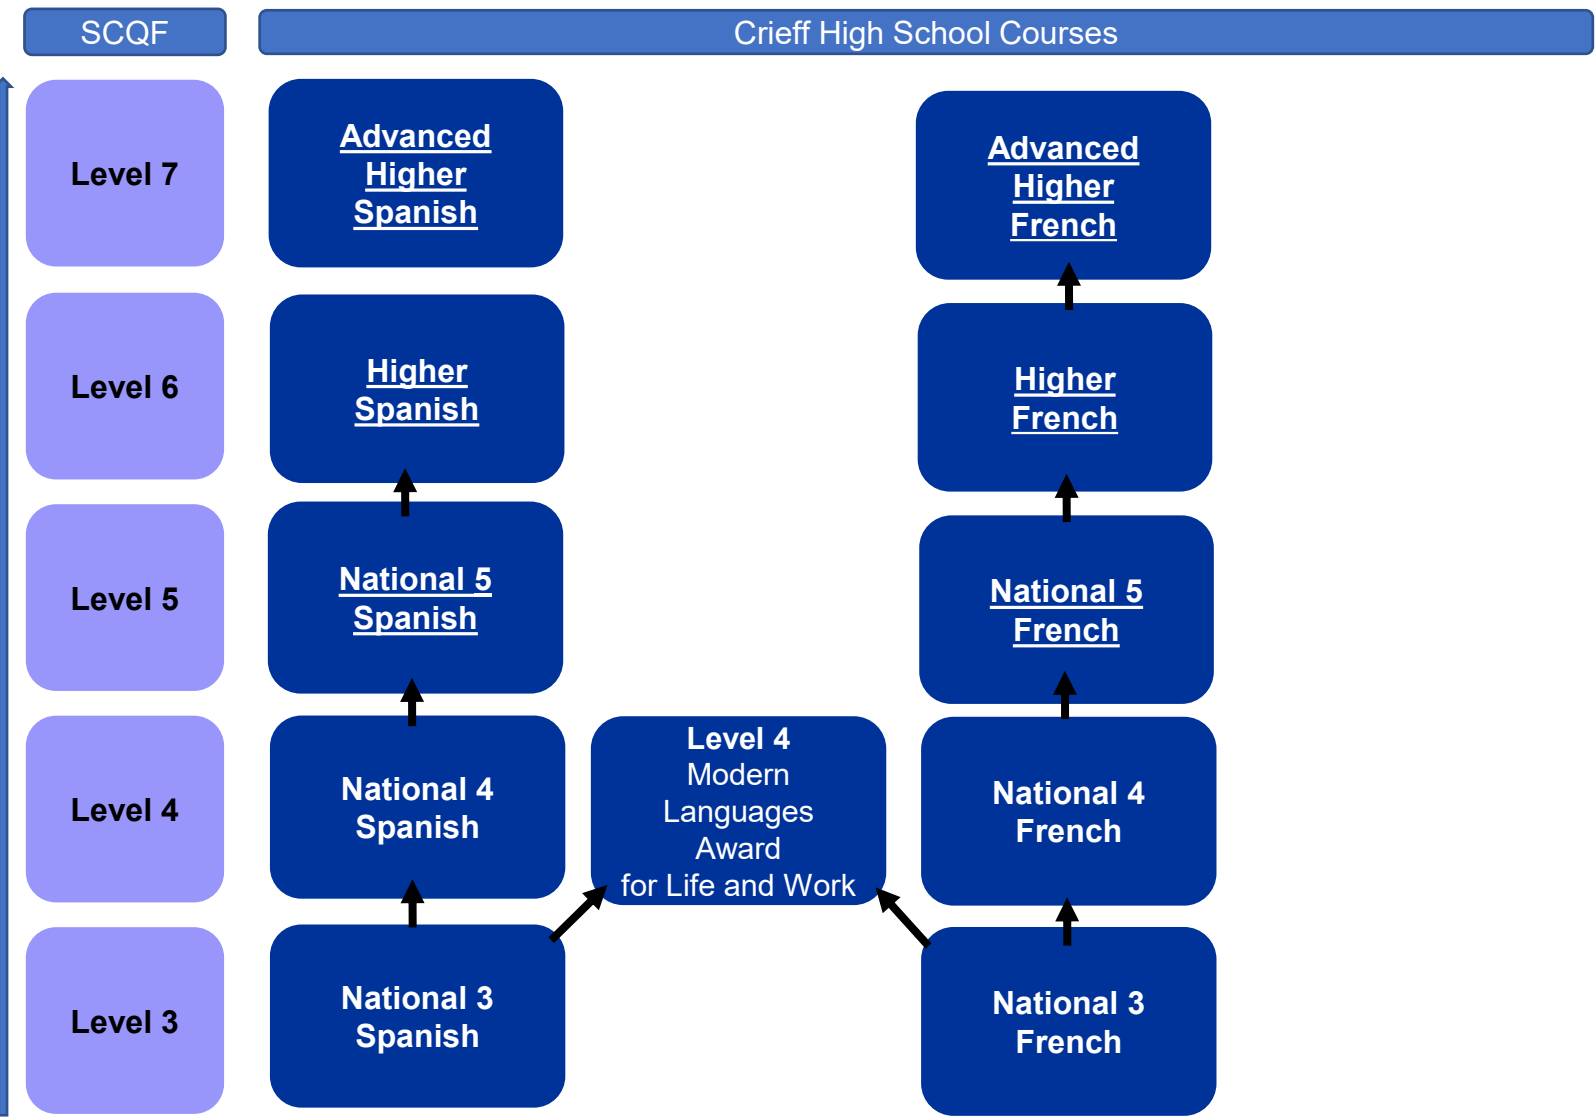 SCQF
Crieff High School Courses
Level 7
Advanced
Higher
Spanish
Advanced
Higher
French
Level 6
Higher
Spanish
Higher
French
Level 5
National 5
Spanish
National 5
French
Level 4
National 4
Spanish
Level 4
Modern
Languages
Award
for Life and Work
National 4
French
Level 3
National 3
Spanish
National 3
French